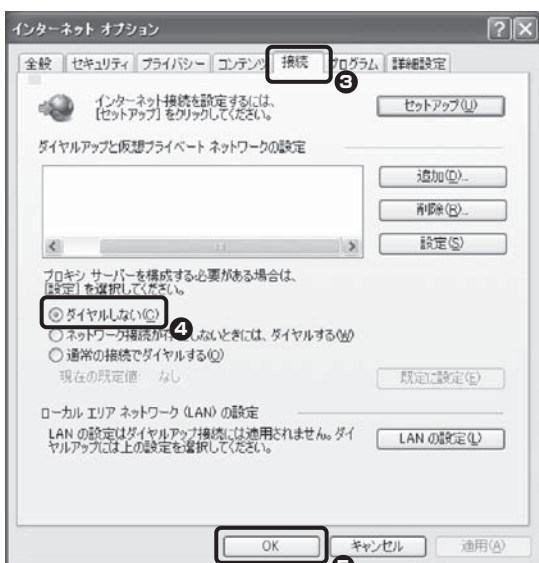 インターネット オプション
全般 セキュリティ プライバシー コンテンツ 接続 プログラム 詳細設定
❸
インターネット接続を設定するには、
[セットアップ] をクリックしてください。
セットアップ(U)
ダイヤルアップと仮想プライベート ネットワークの設定
追加(D)...
削除(R)...
設定(S)
プロキシ サーバーを構成する必要がある場合は、
[設定] を選択してください。
ダイヤルしない(C)
❹
ネットワーク接続が存在しないときには、ダイヤルする(W)
通常の接続でダイヤルする(O)
現在の既定値: なし
既定に設定(E)
ローカル エリア ネットワーク (LAN) の設定
LAN の設定はダイヤルアップ接続には適用されません。ダイ
ヤルアップには上の設定を選択してください。
LAN の設定(L)
OK キャンセル 適用(A)